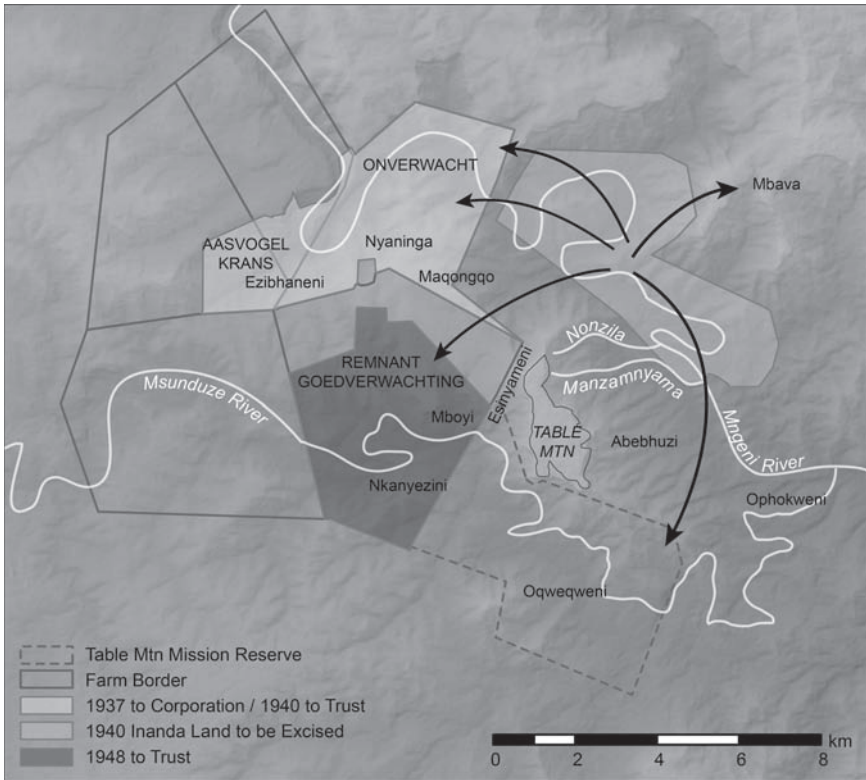 ONVERWACHT
Mbava
AASVOGEL
KRANS
Nyaninga
Ezibhaneni
Maqongqo
Nonzila
REMNANT
GOEDVERWACHTING
Esinyameni
Manzamnyama
Msunduze River
Mboyi
TABLE
MTN
Abebhuzi
Mngeni River
Nkanyezini
Ophokweni
Oqweqweni
Table Mtn Mission Reserve
Farm Border
1937 to Corporation / 1940 to Trust
1940 Inanda Land to be Excised
1948 to Trust
km
0 2 4 6 8